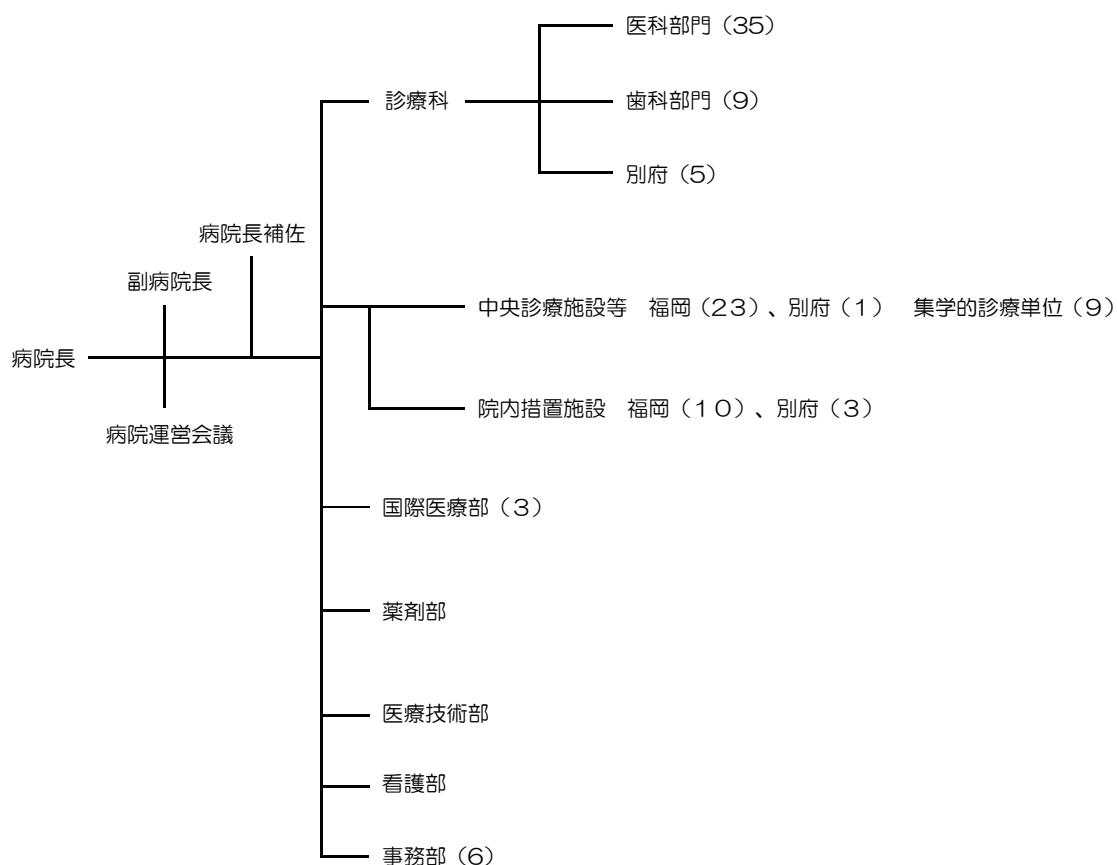 医科部門（35）
診療科
歯科部門（9）
別府（5）
病院長補佐
副病院長
中央診療施設等　福岡（23）、別府（1）　集学的診療単位（9）
病院長
院内措置施設　福岡（１０）、別府（３）
病院運営会議
国際医療部（3）
薬剤部
医療技術部
看護部
事務部（6）